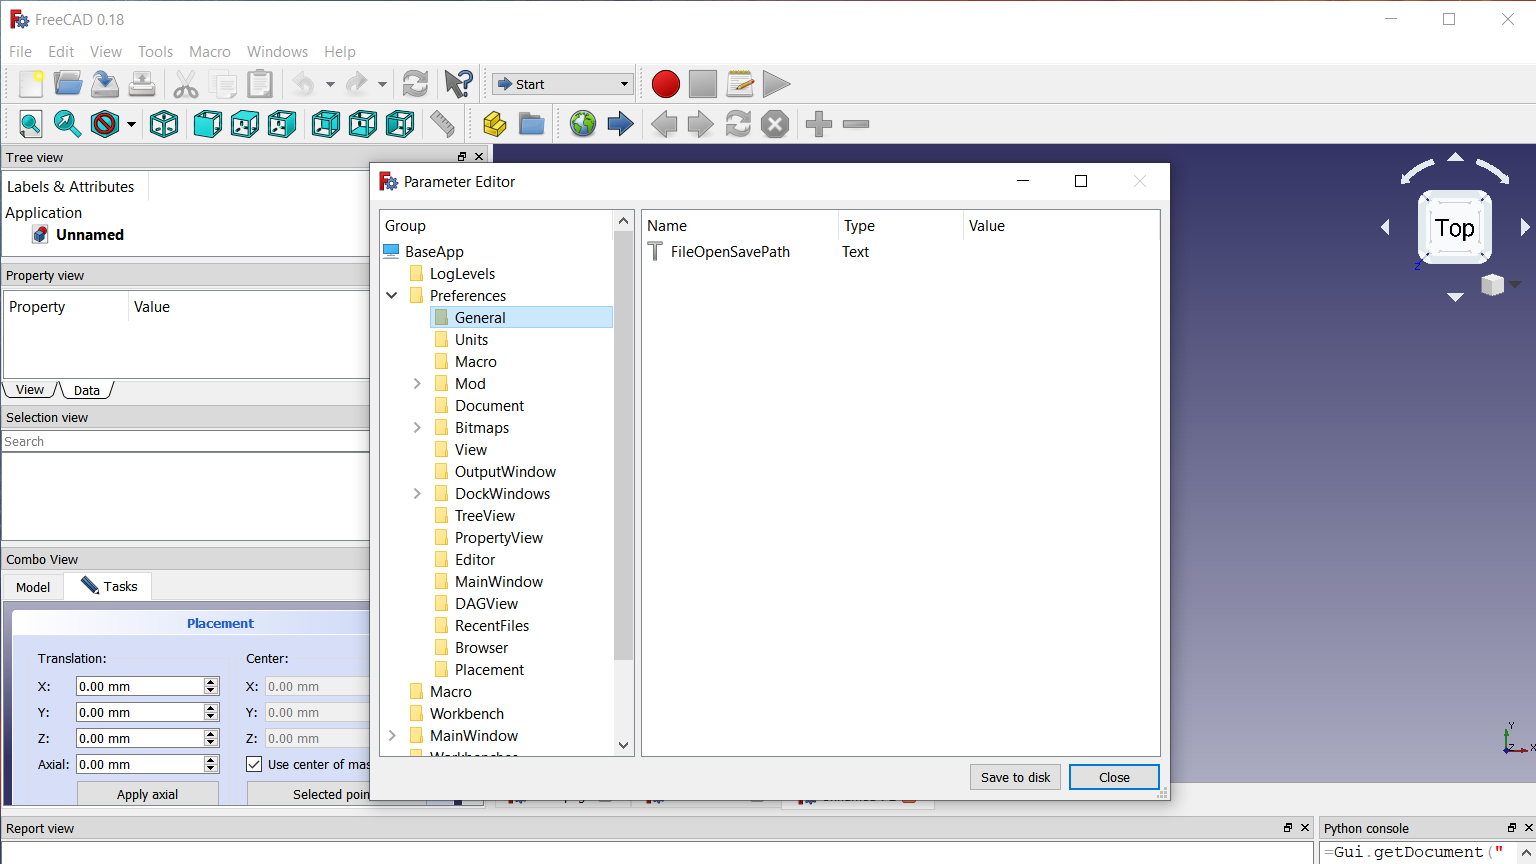 FreeCAD 0.18
File Edit View Tools Macro Windows Help
Start
Tree view
Labels & Attributes
Application
Unnamed
Property view
Property Value
View Data
Selection view
Search
Combo View
Model Tasks
Placement
Translation: Center:
X: 0.00 mm X: 0.00 mm
Y: 0.00 mm Y: 0.00 mm
Z: 0.00 mm Z: 0.00 mm
Axial: 0.00 mm Use center of mas
Apply axial Selected poin
Parameter Editor
Group
BaseApp
LogLevels
Preferences
General
Units
Macro
Mod
Document
Bitmaps
View
OutputWindow
DockWindows
TreeView
PropertyView
Editor
MainWindow
DAGView
RecentFiles
Browser
Placement
Macro
Workbench
MainWindow
Workbenches
Name Type Value
FileOpenSavePath Text
Save to disk Close
Top
Z
Y
Z X
Report view
Python console
=Gui.getDocument("